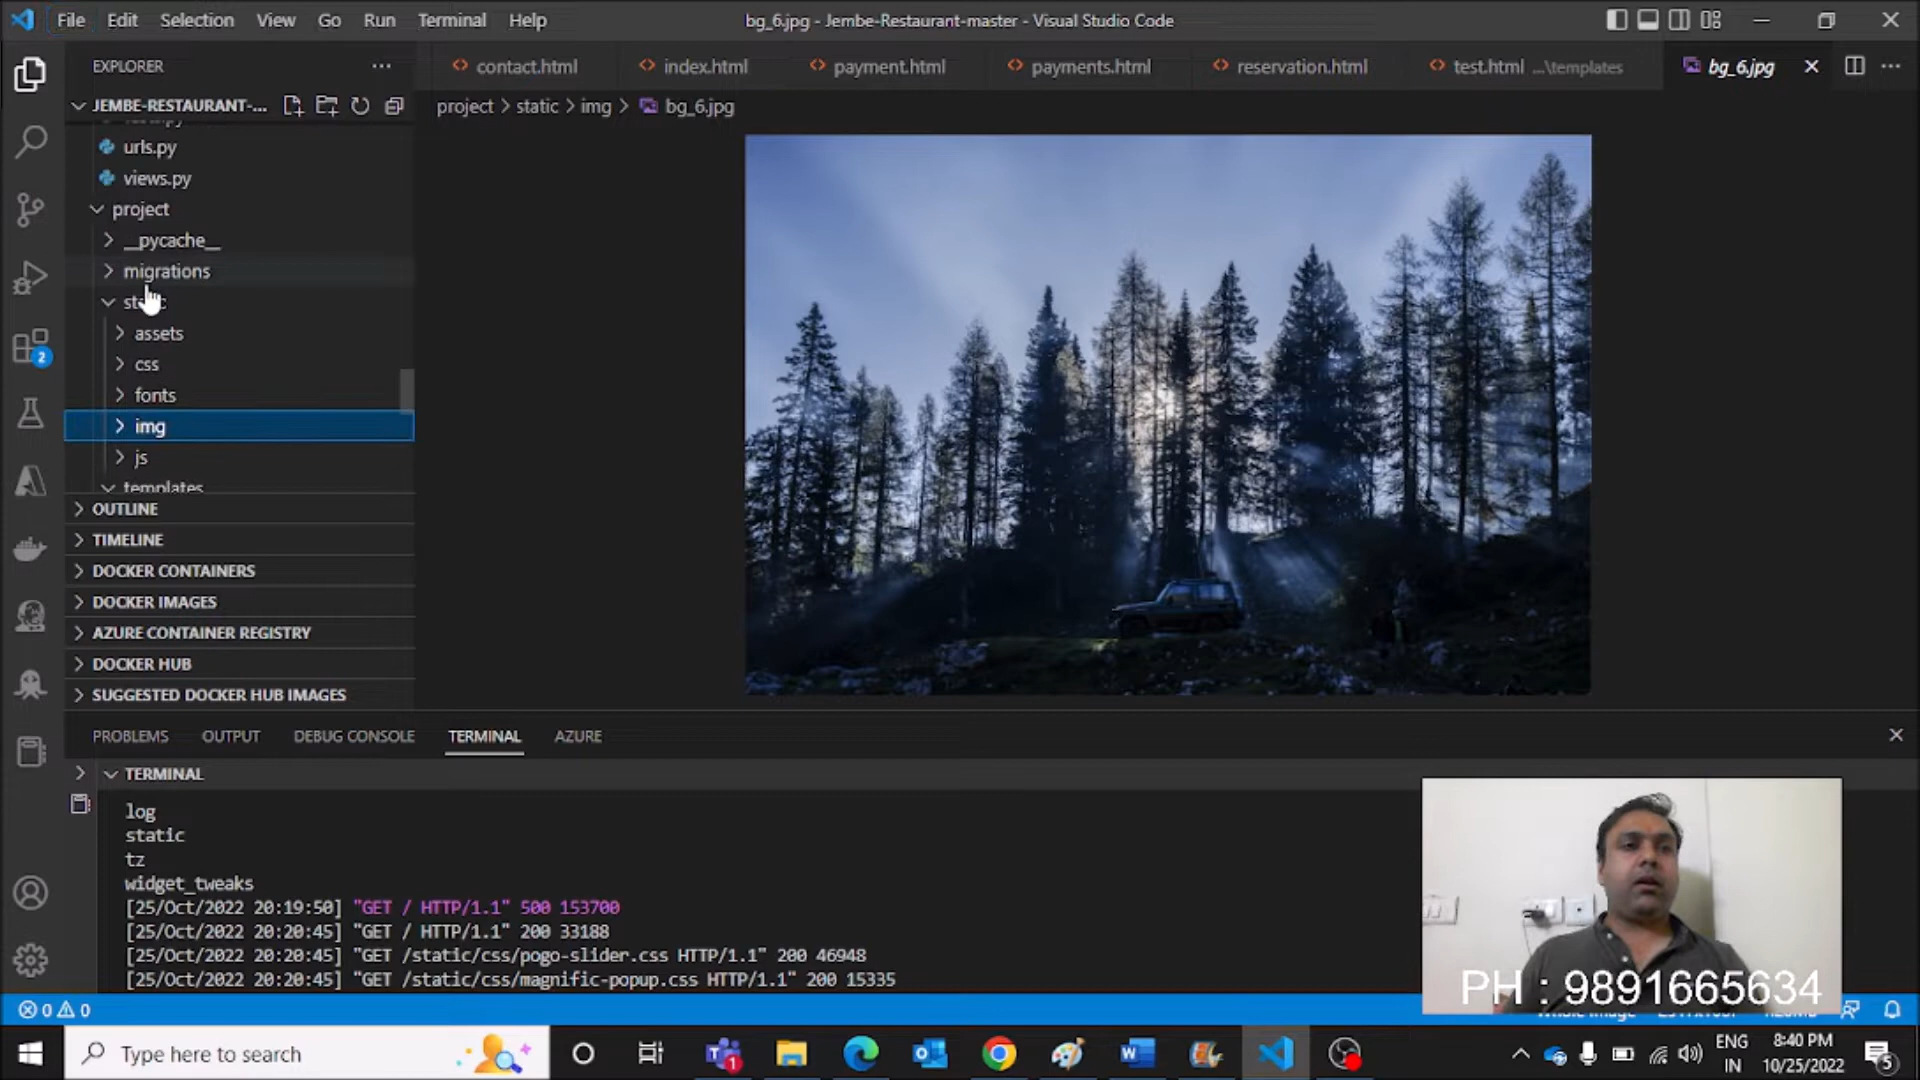 File Edit Selection View Go Run Terminal Help
bg_6.jpg - Jembe-Restaurant-master - Visual Studio Code
EXPLORER
contact.html
index.html
payment.html
payments.html
reservation.html
test.html ...\templates
bg_6.jpg
JEMBE-RESTAURANT-...
project > static > img > bg_6.jpg
urls.py
views.py
project
__pycache__
migrations
assets
css
fonts
img
js
templates
OUTLINE
TIMELINE
DOCKER CONTAINERS
DOCKER IMAGES
AZURE CONTAINER REGISTRY
DOCKER HUB
SUGGESTED DOCKER HUB IMAGES
2
PROBLEMS OUTPUT DEBUG CONSOLE TERMINAL AZURE
TERMINAL
log
static
tz
widget_tweaks
[25/Oct/2022 20:19:50] "GET / HTTP/1.1" 500 153700
[25/Oct/2022 20:20:45] "GET / HTTP/1.1" 200 33188
[25/Oct/2022 20:20:45] "GET /static/css/pogo-slider.css HTTP/1.1" 200 46948
[25/Oct/2022 20:20:45] "GET /static/css/magnific-popup.css HTTP/1.1" 200 15335
PH : 9891665634
0 0
Type here to search
1
ENG
IN
8:40 PM
10/25/2022
5